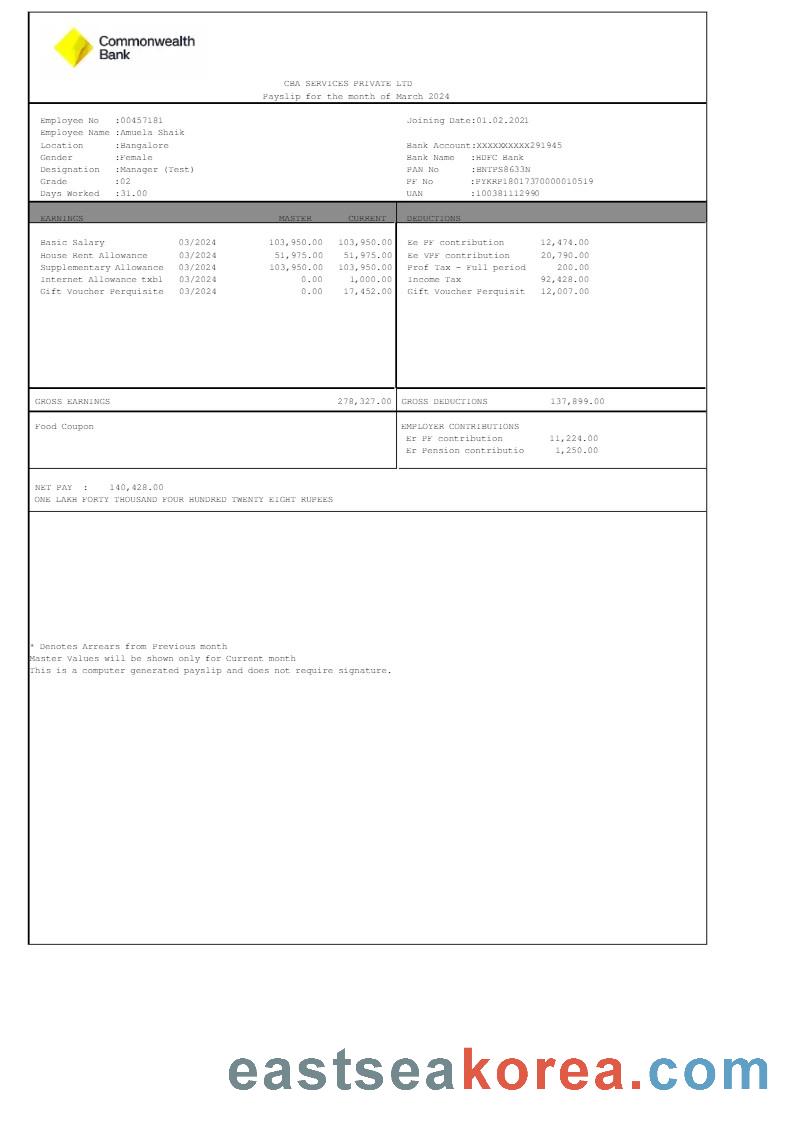 Commonwealth
Bank
CBA SERVICES PRIVATE LTD
Payslip for the month of March 2024
Employee No :00457181 Joining Date:01.02.2021
Employee Name :Amuela Shaik
Location :Bangalore Bank Account:XXXXXXXXXX291945
Gender :Female Bank Name :HDFC Bank
Designation :Manager (Test) PAN No :BNTPS8633N
Grade :02 PF No :PYKRP18017370000010519
Days Worked :31.00 UAN :100381112990
EARNINGS MASTER CURRENT DEDUCTIONS
Basic Salary 03/2024 103,950.00 103,950.00 Ee PF contribution 12,474.00
House Rent Allowance 03/2024 51,975.00 51,975.00 Ee VPF contribution 20,790.00
Supplementary Allowance 03/2024 103,950.00 103,950.00 Prof Tax - Full period 200.00
Internet Allowance txbl 03/2024 0.00 1,000.00 Income Tax 92,428.00
Gift Voucher Perquisite 03/2024 0.00 17,452.00 Gift Voucher Perquisit 12,007.00
GROSS EARNINGS 278,327.00 GROSS DEDUCTIONS 137,899.00
Food Coupon EMPLOYER CONTRIBUTIONS
Er PF contribution 11,224.00
Er Pension contributio 1,250.00
NET PAY : 140,428.00
ONE LAKH FORTY THOUSAND FOUR HUNDRED TWENTY EIGHT RUPEES
* Denotes Arrears from Previous month
Master Values will be shown only for Current month
This is a computer generated payslip and does not require signature.
eastseakorea.com